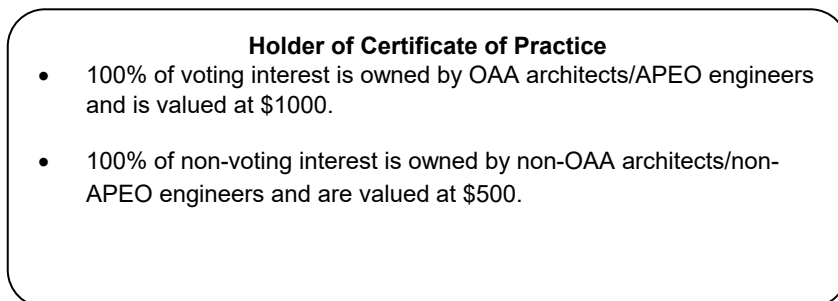 Holder of Certificate of Practice
• 100% of voting interest is owned by OAA architects/APEO engineers
and is valued at $1000.
• 100% of non-voting interest is owned by non-OAA architects/non-
APEO engineers and are valued at $500.